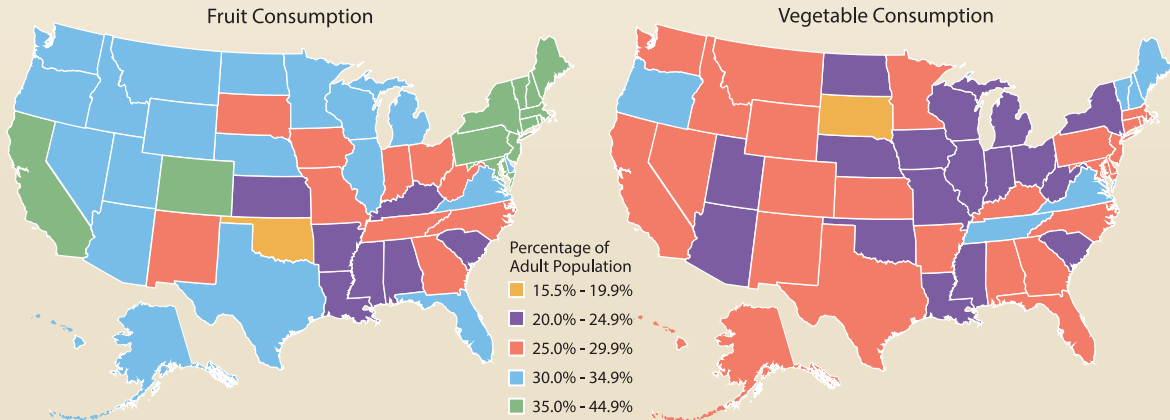 Fruit Consumption
Vegetable Consumption
Percentage of
Adult Population
15.5% - 19.9%
20.0% - 24.9%
25.0% - 29.9%
30.0% - 34.9%
35.0% - 44.9%